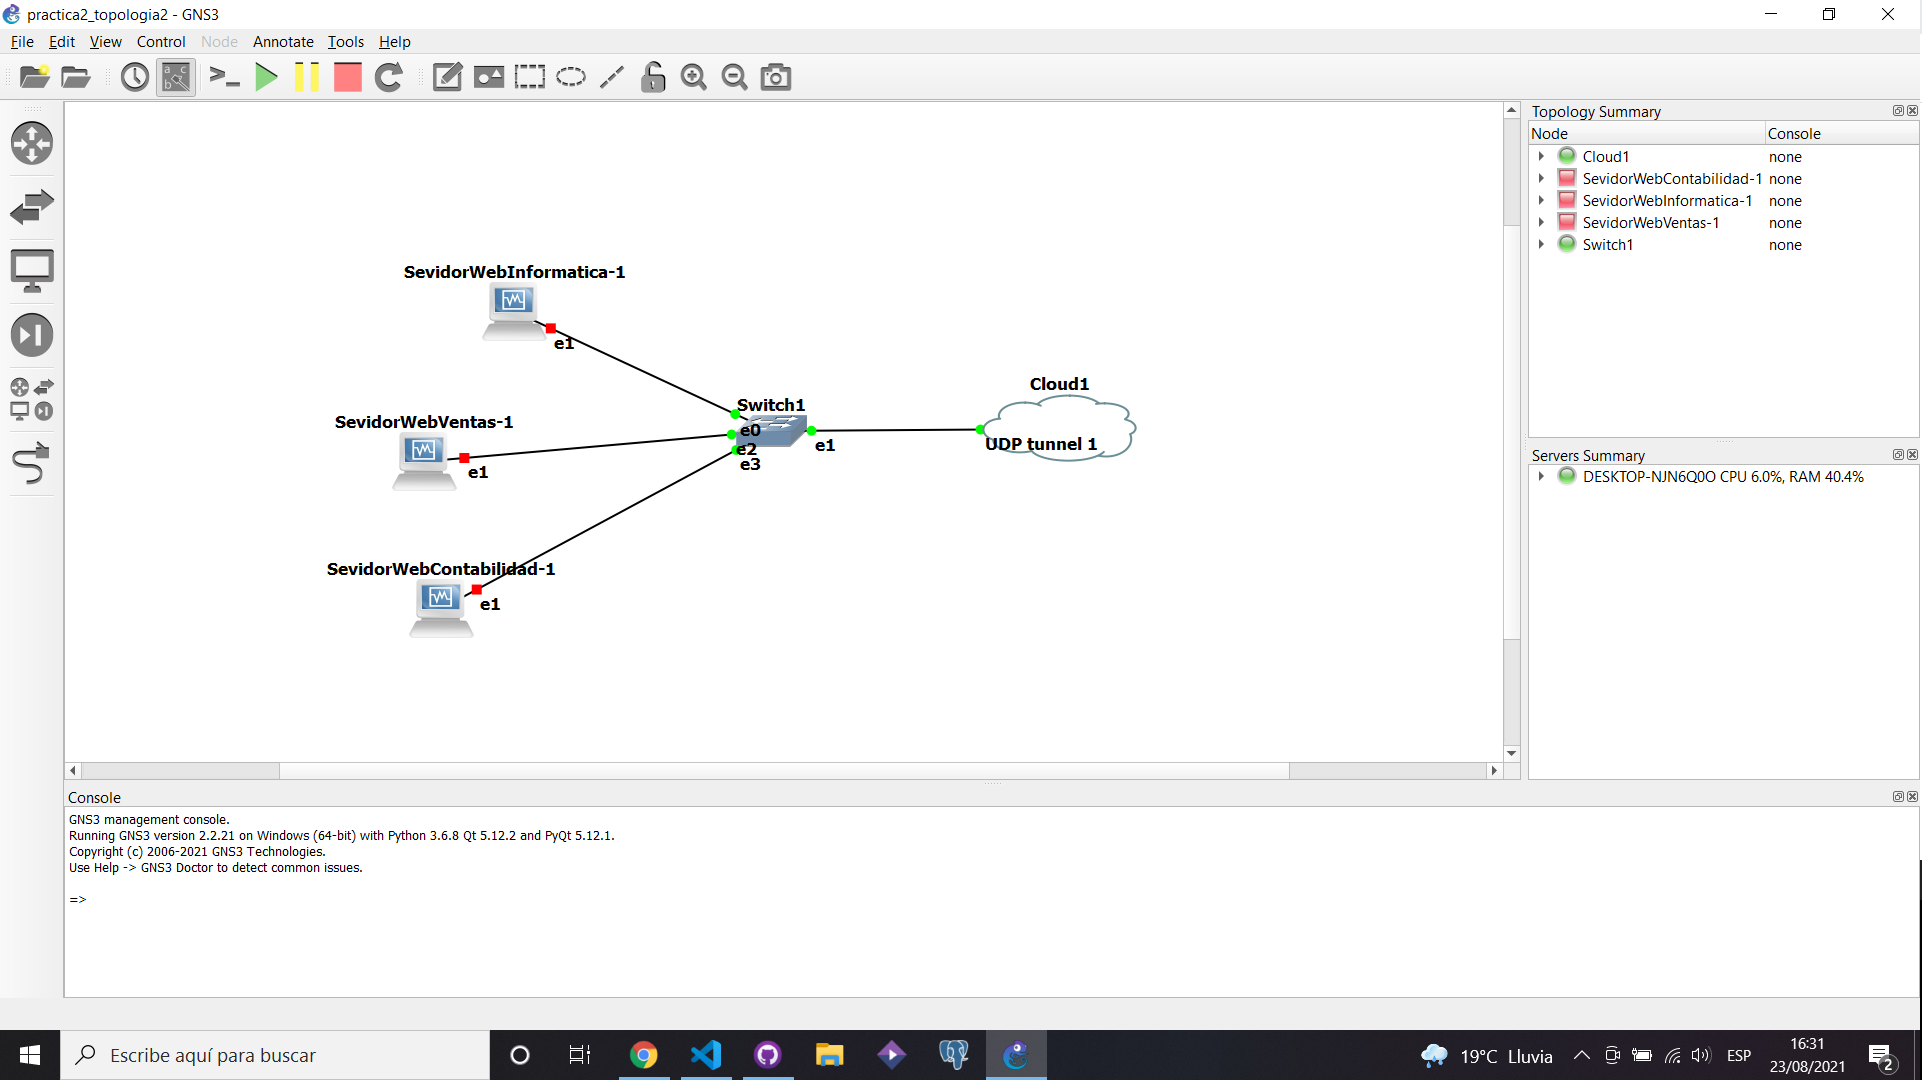 practica2_topologia2 - GNS3
File Edit View Control Node Annotate Tools Help
Topology Summary
Node Console
Cloud1 none
SevidorWebContabilidad-1 none
SevidorWebInformatica-1 none
SevidorWebVentas-1 none
Switch1 none
Servers Summary
DESKTOP-NJN6Q0O CPU 6.0%, RAM 40.4%
SevidorWebInformatica-1
e1
SevidorWebVentas-1
e1
SevidorWebContabilidad-1
e1
Switch1
e0
e2
e3
e1
Cloud1
UDP tunnel 1
Console
GNS3 management console.
Running GNS3 version 2.2.21 on Windows (64-bit) with Python 3.6.8 Qt 5.12.2 and PyQt 5.12.1.
Copyright (c) 2006-2021 GNS3 Technologies.
Use Help -> GNS3 Doctor to detect common issues.
=>
Escribe aquí para buscar
19°C Lluvia
ESP
16:31
23/08/2021
2